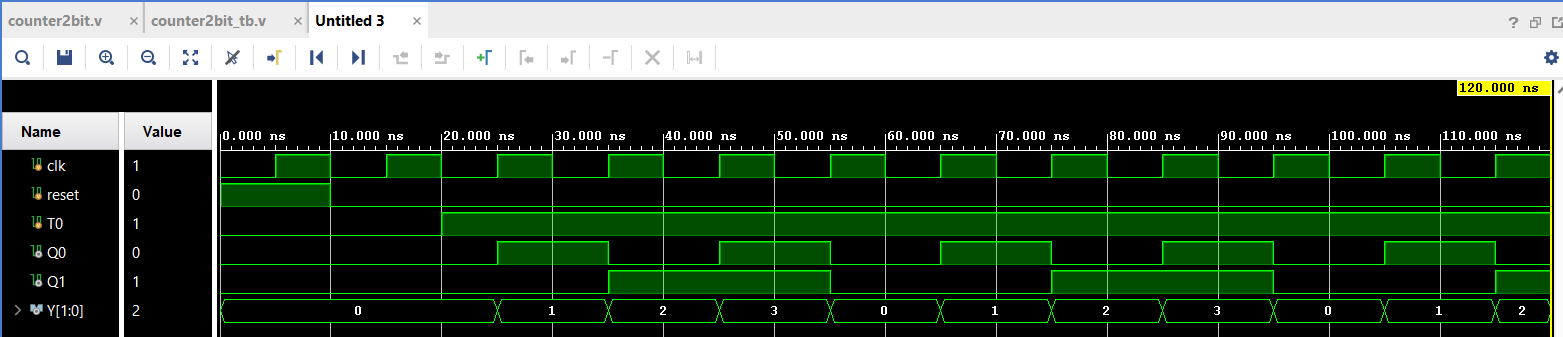 counter2bit.v × counter2bit_tb.v × Untitled 3 ×
?
120.000 ns
Name Value
0.000 ns 10.000 ns 20.000 ns 30.000 ns 40.000 ns 50.000 ns 60.000 ns 70.000 ns 80.000 ns 90.000 ns 100.000 ns 110.000 ns
clk 1
reset 0
T0 1
Q0 0
Q1 1
Y[1:0] 2 0 1 2 3 0 1 2 3 0 1 2